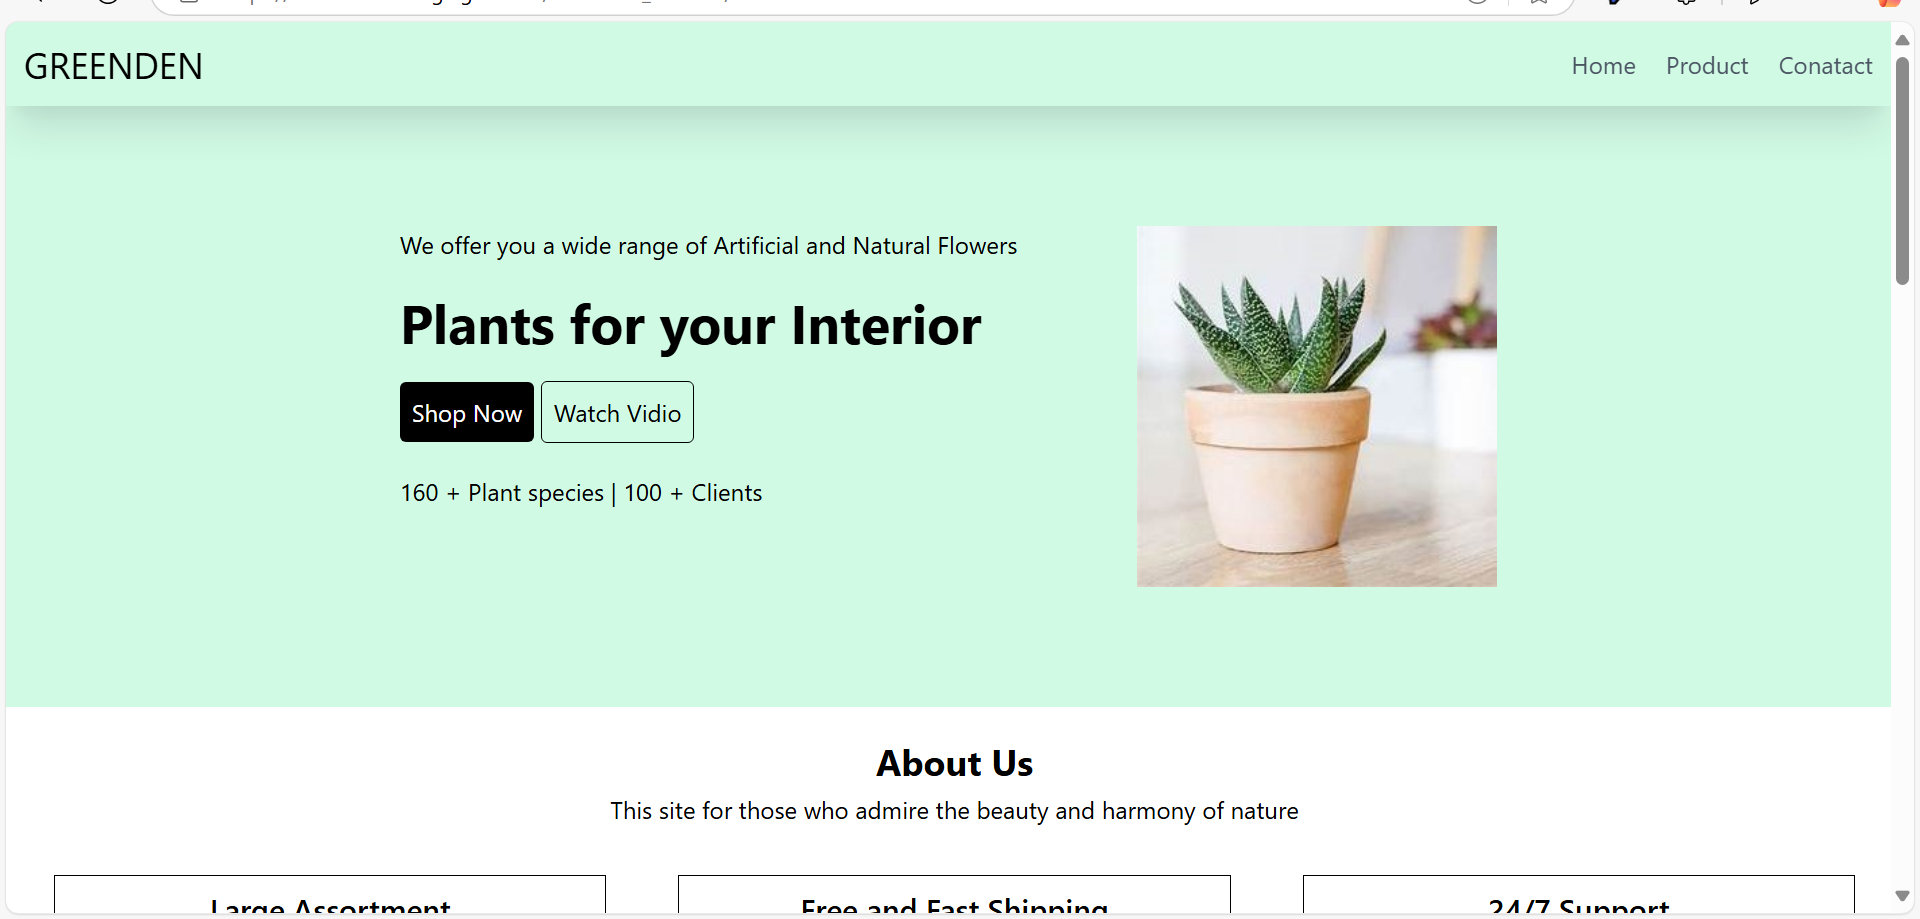 GREENDEN
Home Product Conatact
We offer you a wide range of Artificial and Natural Flowers
Plants for your Interior
Shop Now Watch Vidio
160 + Plant species | 100 + Clients
About Us
This site for those who admire the beauty and harmony of nature
Large Assortment Free and Fast Shipping 24/7 Support